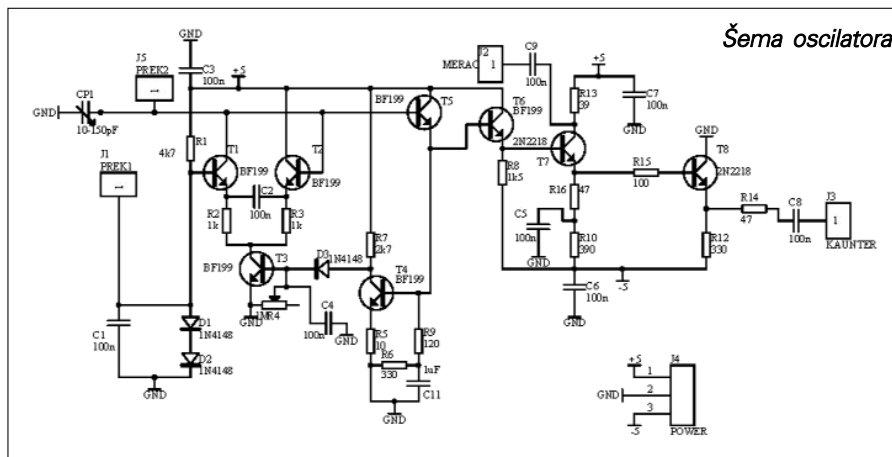 Šema oscilatora
GND
C3
100n
+5
J5
PREK2
CP1
GND
10-150pF
J1
PREK1
1
R1
4k7
T1
BF199
T2
BF199
C2
100n
R2
1k
R3
1k
BF199
T3
D3
1N4148
1MR4
GND
C4
100n
GND
C1
100n
D1
1N4148
D2
1N4148
GND
R7
2k7
T4
BF199
R5
10
R9
120
R6
330
1uF
C11
GND
BF199
T5
T6
BF199
J2
MERAC
1
C9
100n
+5
R13
39
C7
100n
GND
2N2218
T7
R8
1k5
R16
47
C5
100n
GND
R10
390
C6
100n
GND
-5
R15
100
GND
T8
2N2218
R12
330
R14
47
C8
100n
J3
1
KAUNTER
+5
J4
1
GND
2
3
-5
POWER